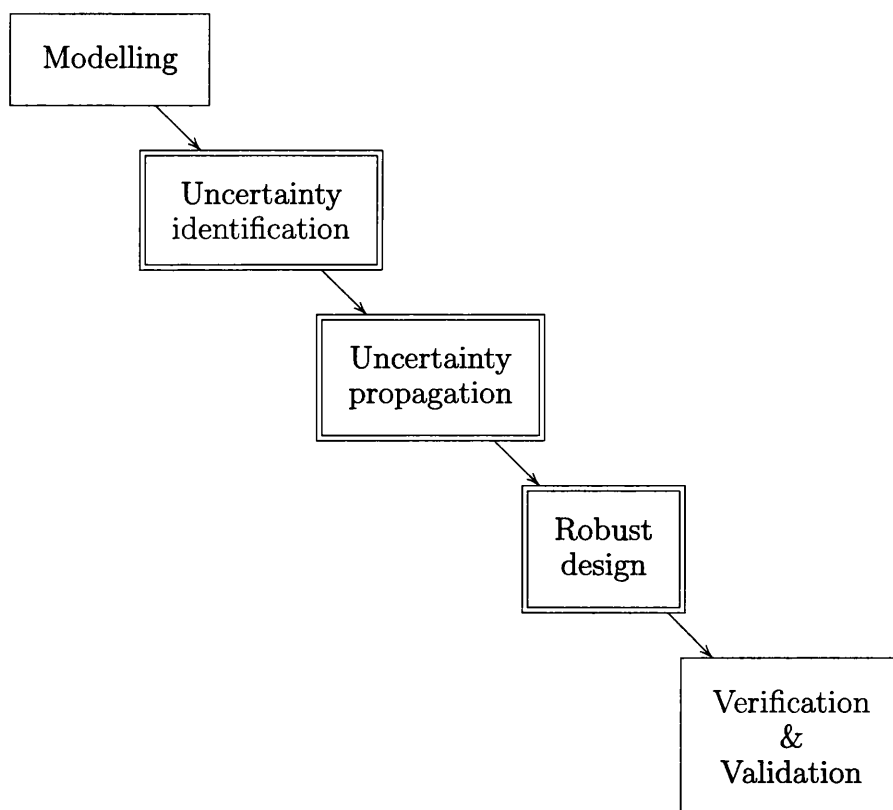 Modelling
Uncertainty
identification
Uncertainty
propagation
Robust
design
Verification
&
Validation